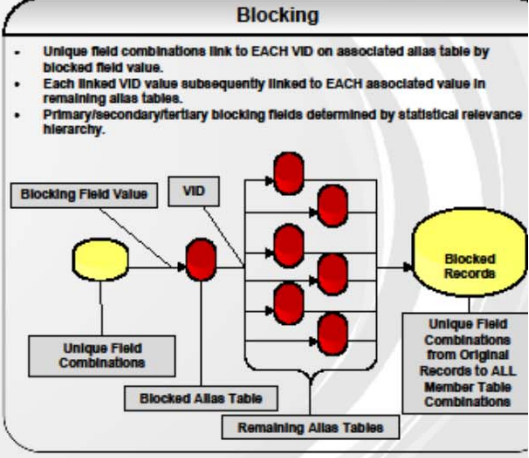 Blocking
• Unique field combinations link to EACH VID on associated alias table by
blocked field value.
• Each linked VID value subsequently linked to EACH associated value in
remaining alias tables.
• Primary/secondary/tertiary blocking fields determined by statistical relevance
hierarchy.
Blocking Field Value
VID
Blocked
Records
Unique Field
Combinations
Unique Field
Combinations
from Original
Records to ALL
Member Table
Combinations
Blocked Alias Table
Remaining Alias Tables